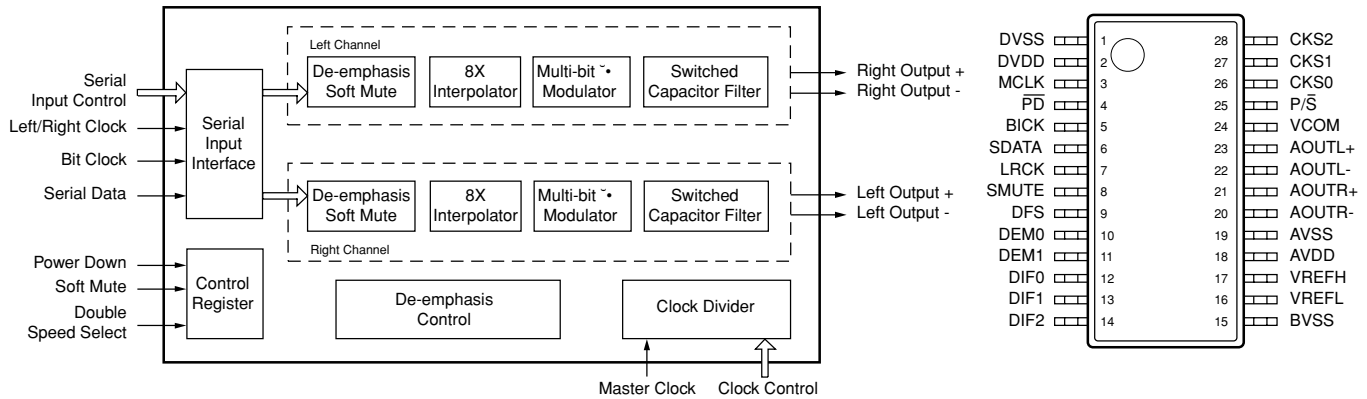 Serial
Input Control
Left/Right Clock
Bit Clock
Serial Data
Serial
Input
Interface
Left Channel
De-emphasis
Soft Mute
8X
Interpolator
Multi-bit ˘•
Modulator
Switched
Capacitor Filter
Right Output +
Right Output -
De-emphasis
Soft Mute
8X
Interpolator
Multi-bit ˘•
Modulator
Switched
Capacitor Filter
Right Channel
Left Output +
Left Output -
Power Down
Soft Mute
Double
Speed Select
Control
Register
De-emphasis
Control
Clock Divider
Master Clock
Clock Control
DVSS 1 28 CKS2
DVDD 2 27 CKS1
MCLK 3 26 CKS0
P̅D̅ 4 25 P/S̅
BICK 5 24 VCOM
SDATA 6 23 AOUTL+
LRCK 7 22 AOUTL-
SMUTE 8 21 AOUTR+
DFS 9 20 AOUTR-
DEM0 10 19 AVSS
DEM1 11 18 AVDD
DIF0 12 17 VREFH
DIF1 13 16 VREFL
DIF2 14 15 BVSS